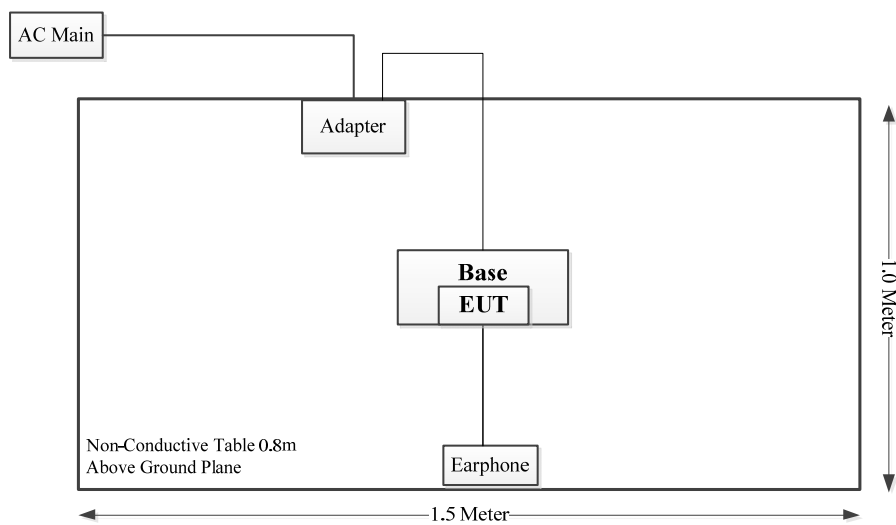 AC Main
Adapter
Base
EUT
1.0 Meter
Non-Conductive Table 0.8m
Above Ground Plane
Earphone
1.5 Meter